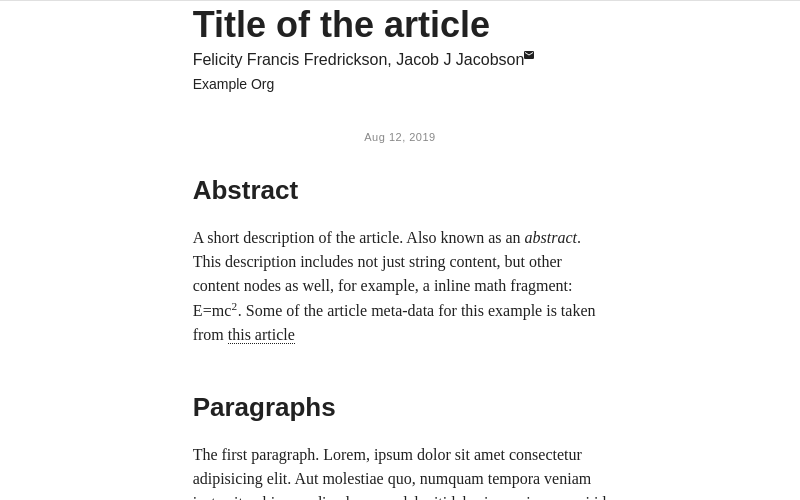 Title of the article
Felicity Francis Fredrickson, Jacob J Jacobson
Example Org
Aug 12, 2019
Abstract
A short description of the article. Also known as an abstract.
This description includes not just string content, but other
content nodes as well, for example, a inline math fragment:
E=mc². Some of the article meta-data for this example is taken
from this article
Paragraphs
The first paragraph. Lorem, ipsum dolor sit amet consectetur
adipisicing elit. Aut molestiae quo, numquam tempora veniam